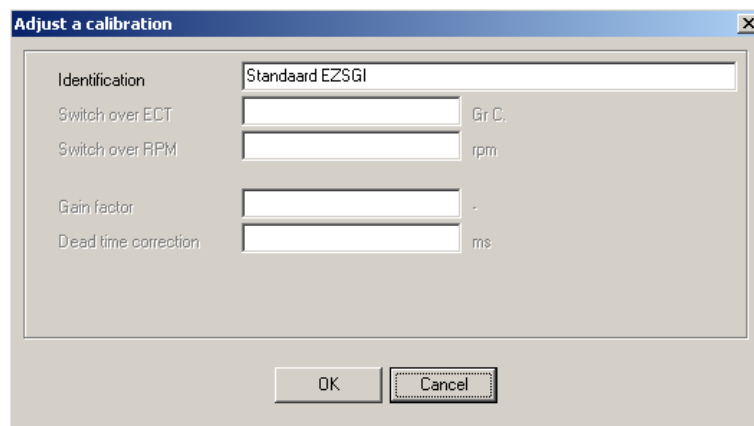 Adjust a calibration
Identification Standaard EZSGI
Switch over ECT Gr C.
Switch over RPM rpm
Gain factor -
Dead time correction ms
OK Cancel